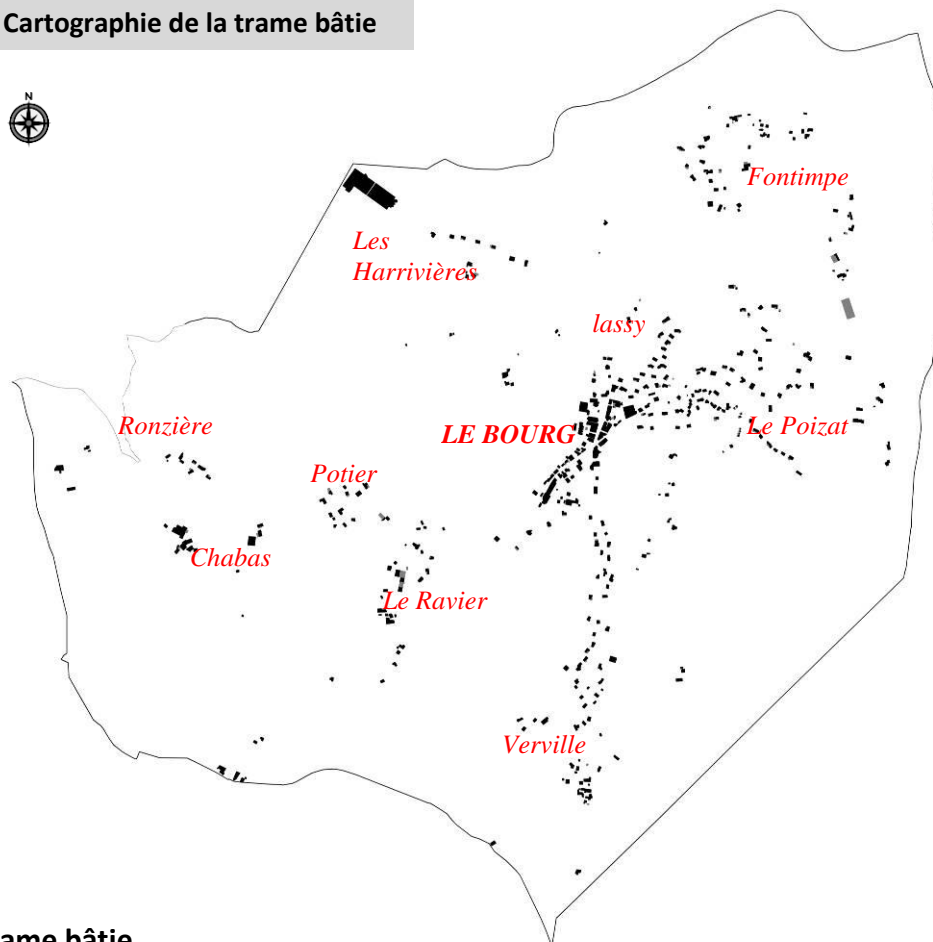 Cartographie de la trame bâtie
N
Fontimpe
Les
Harrivières
lassy
Ronzière
LE BOURG
Le Poizat
Potier
Chabas
Le Ravier
Verville
ame bâtie